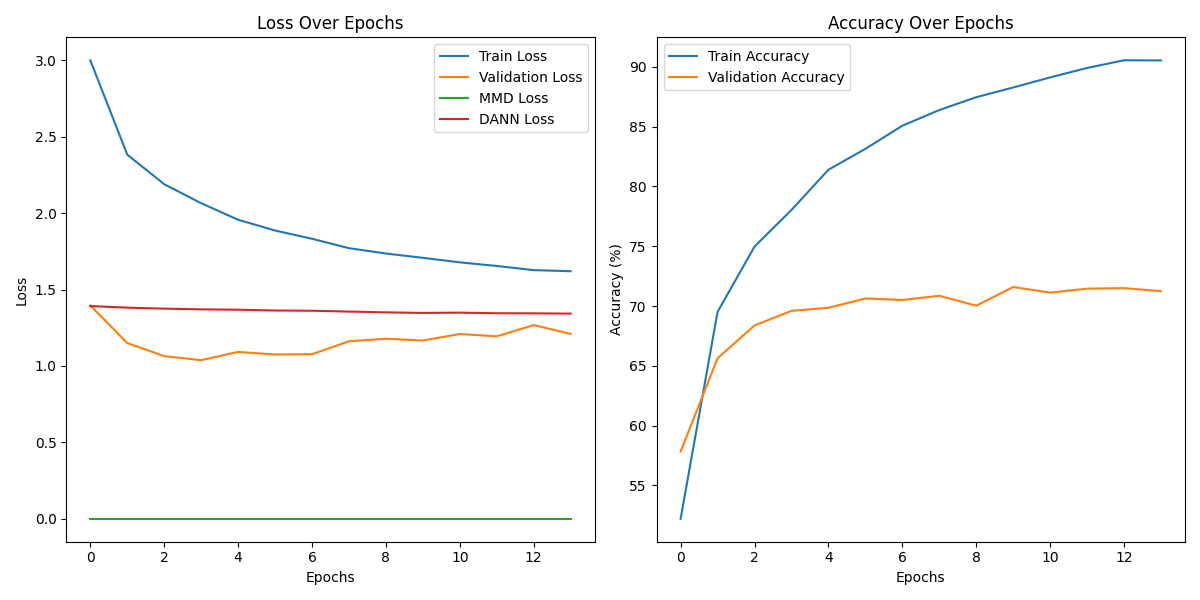 Loss Over Epochs
Train Loss
Validation Loss
MMD Loss
DANN Loss
3.0
2.5
2.0
1.5
1.0
0.5
0.0
Loss
0 2 4 6 8 10 12
Epochs
Accuracy Over Epochs
Train Accuracy
Validation Accuracy
90
85
80
75
70
65
60
55
Accuracy (%)
0 2 4 6 8 10 12
Epochs